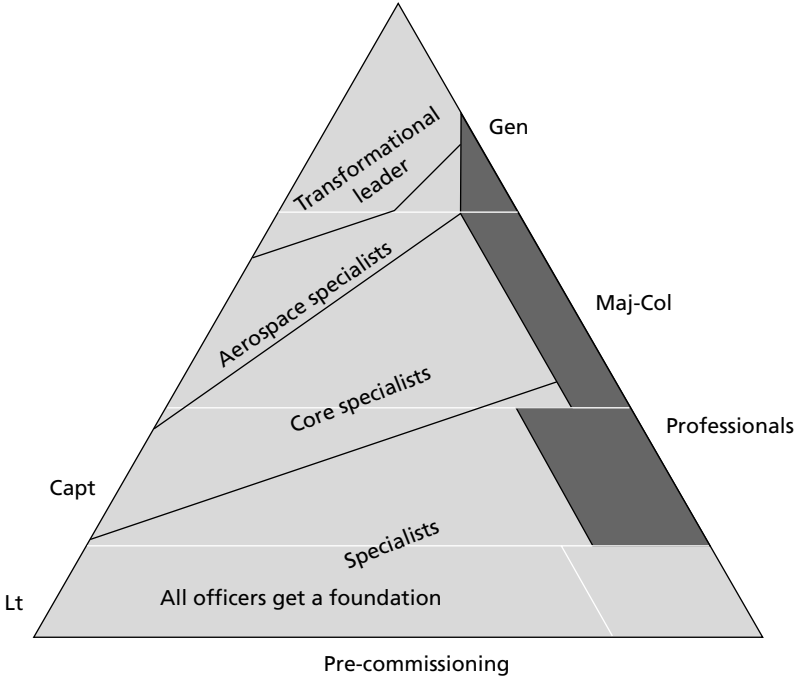 Gen
Transformational
leader
Maj-Col
Aerospace specialists
Core specialists
Professionals
Capt
Specialists
All officers get a foundation
Lt
Pre-commissioning